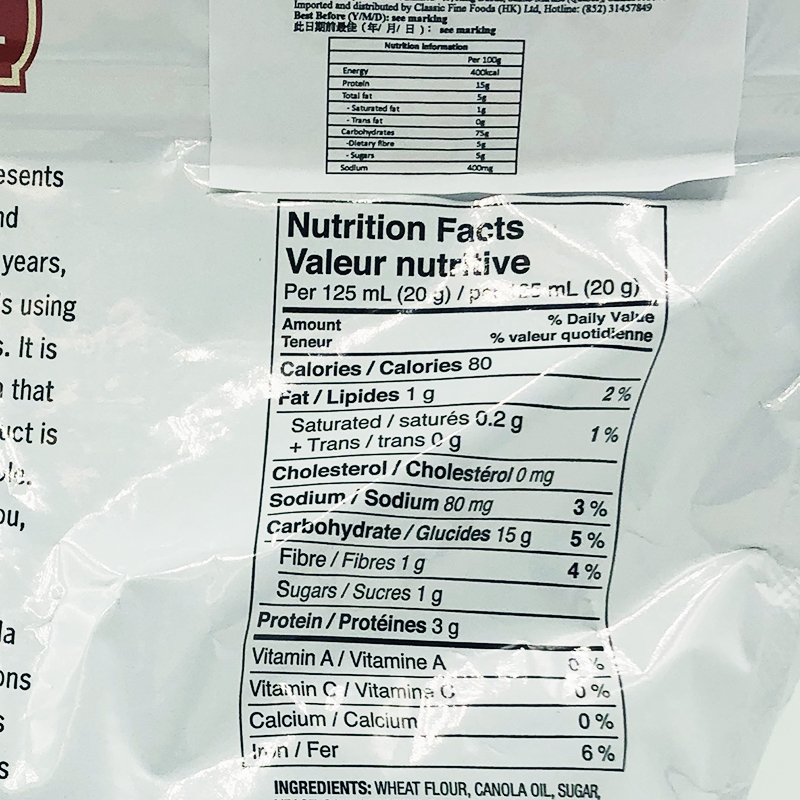 Imported and distributed by Classic Fine Foods (HK) Ltd, Hotline: (852) 31457849
Best Before (Y/M/D): see marking
此日期前最佳 (年/ 月/ 日 ): see marking
Nutrition Information
Per 100g
Energy 400kcal
Protein 15g
Total fat 5g
- Saturated fat 1g
- Trans fat 0g
Carbohydrates 75g
-Dietary fibre 5g
- Sugars 5g
Sodium 400mg
esents
nd
years,
s using
. It is
that
uct is
ou,
la
ons
s
s
Nutrition Facts
Valeur nutritive
Per 125 mL (20 g) / per 125 mL (20 g)
Amount % Daily Value
Teneur % valeur quotidienne
Calories / Calories 80
Fat / Lipides 1 g 2 %
Saturated / saturés 0.2 g
+ Trans / trans 0 g 1 %
Cholesterol / Cholestérol 0 mg
Sodium / Sodium 80 mg 3 %
Carbohydrate / Glucides 15 g 5 %
Fibre / Fibres 1 g 4 %
Sugars / Sucres 1 g
Protein / Protéines 3 g
Vitamin A / Vitamine A 0 %
Vitamin C / Vitamine C 0 %
Calcium / Calcium 0 %
Iron / Fer 6 %
INGREDIENTS: WHEAT FLOUR, CANOLA OIL, SUGAR,